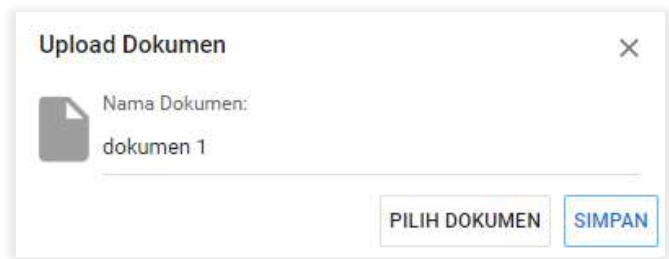 Upload Dokumen
Nama Dokumen:
dokumen 1
PILIH DOKUMEN SIMPAN